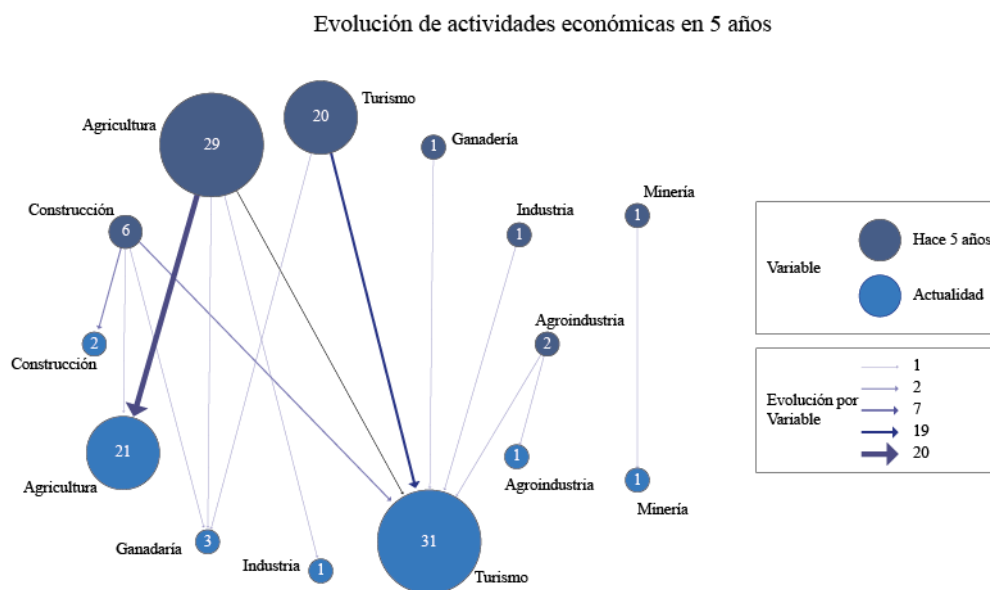 Evolución de actividades económicas en 5 años
Turismo
20
Agricultura
29
Ganadería
1
Construcción
6
Industria
1
Minería
1
Agroindustria
2
2
Construcción
21
Agricultura
1
Agroindustria
1
Minería
Ganadaría
3
Industria
1
31
Turismo
Variable
Hace 5 años
Actualidad
Evolución por
Variable
1
2
7
19
20